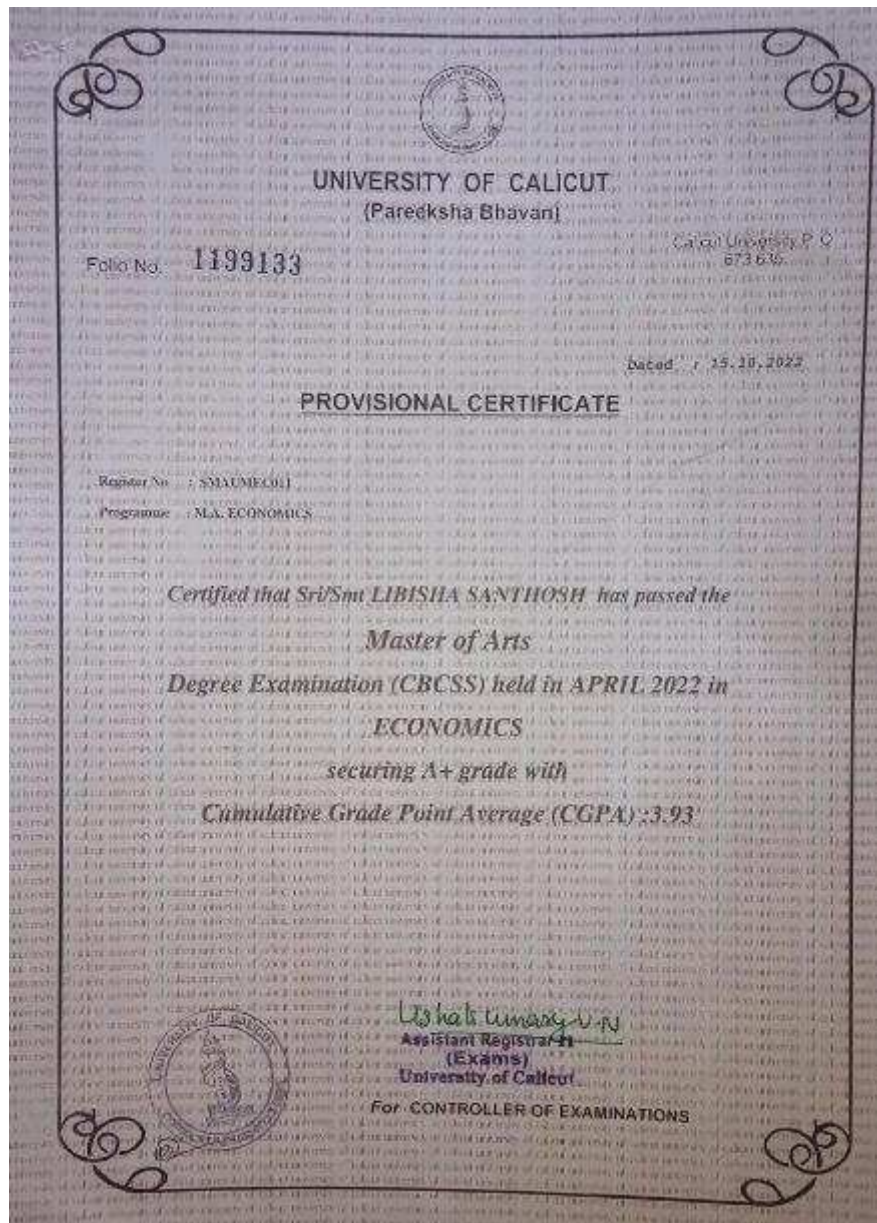 UNIVERSITY OF CALICUT
(Pareeksha Bhavan)
Calicut University P. O
673 635
Folio No. 1199133
Dated : 15.10.2022
PROVISIONAL CERTIFICATE
Register No :
Programme : M.A. ECONOMICS
Certified that Sri/Smt LIBISHA SANTHOSH has passed the
Master of Arts
Degree Examination (CBCSS) held in APRIL 2022 in
ECONOMICS
securing A+ grade with
Cumulative Grade Point Average (CGPA) :3.93
UNIVERSITY OF CALICUT
Assistant Registrar
(Exams)
University of Calicut
For CONTROLLER OF EXAMINATIONS